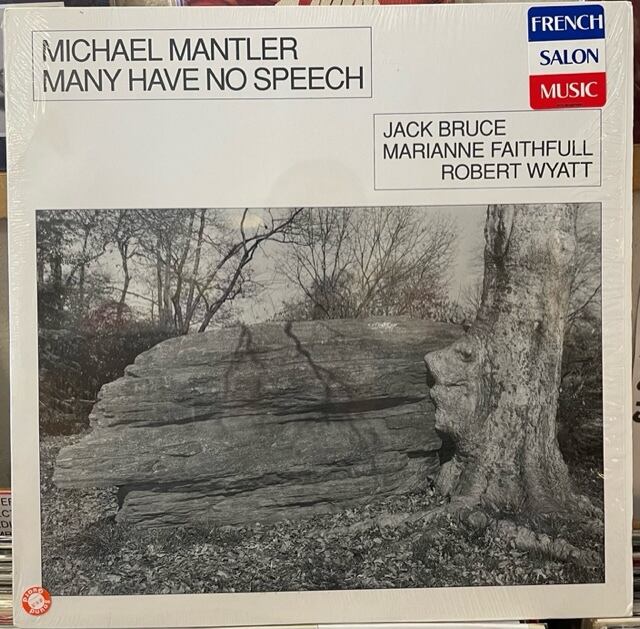 MICHAEL MANTLER
MANY HAVE NO SPEECH
FRENCH
SALON
MUSIC
JACK BRUCE
MARIANNE FAITHFULL
ROBERT WYATT